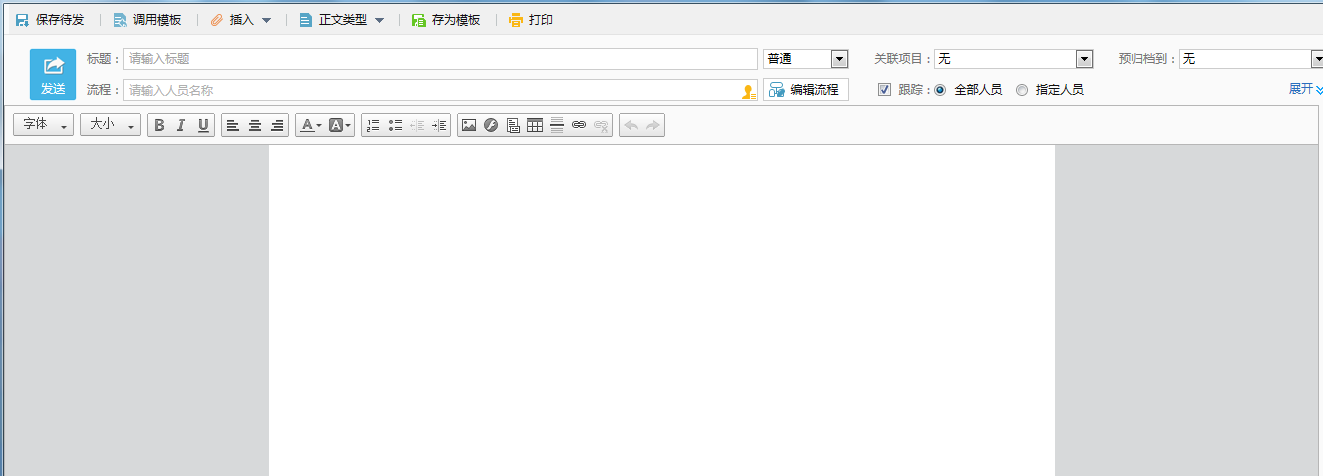 保存待发 调用模板 插入 正文类型 存为模板 打印
发送
标题： 请输入标题 普通 关联项目： 无 预归档到： 无
流程： 请输入人员名称 编辑流程 跟踪： 全部人员 指定人员 展开
字体 大小 B I U A A